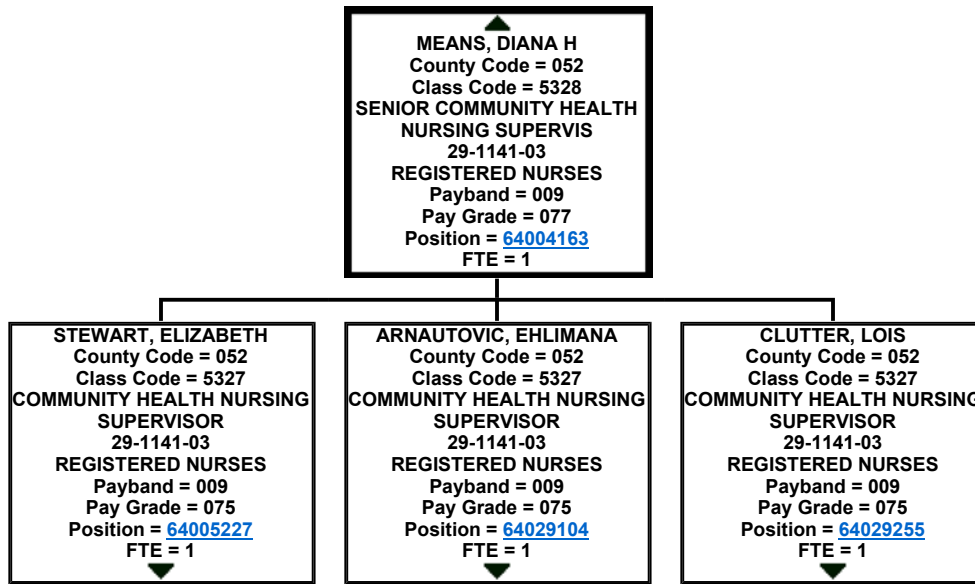 MEANS, DIANA H
County Code = 052
Class Code = 5328
SENIOR COMMUNITY HEALTH
NURSING SUPERVIS
29-1141-03
REGISTERED NURSES
Payband = 009
Pay Grade = 077
Position = 64004163
FTE = 1
STEWART, ELIZABETH
County Code = 052
Class Code = 5327
COMMUNITY HEALTH NURSING
SUPERVISOR
29-1141-03
REGISTERED NURSES
Payband = 009
Pay Grade = 075
Position = 64005227
FTE = 1
ARNAUTOVIC, EHLIMANA
County Code = 052
Class Code = 5327
COMMUNITY HEALTH NURSING
SUPERVISOR
29-1141-03
REGISTERED NURSES
Payband = 009
Pay Grade = 075
Position = 64029104
FTE = 1
CLUTTER, LOIS
County Code = 052
Class Code = 5327
COMMUNITY HEALTH NURSING
SUPERVISOR
29-1141-03
REGISTERED NURSES
Payband = 009
Pay Grade = 075
Position = 64029255
FTE = 1